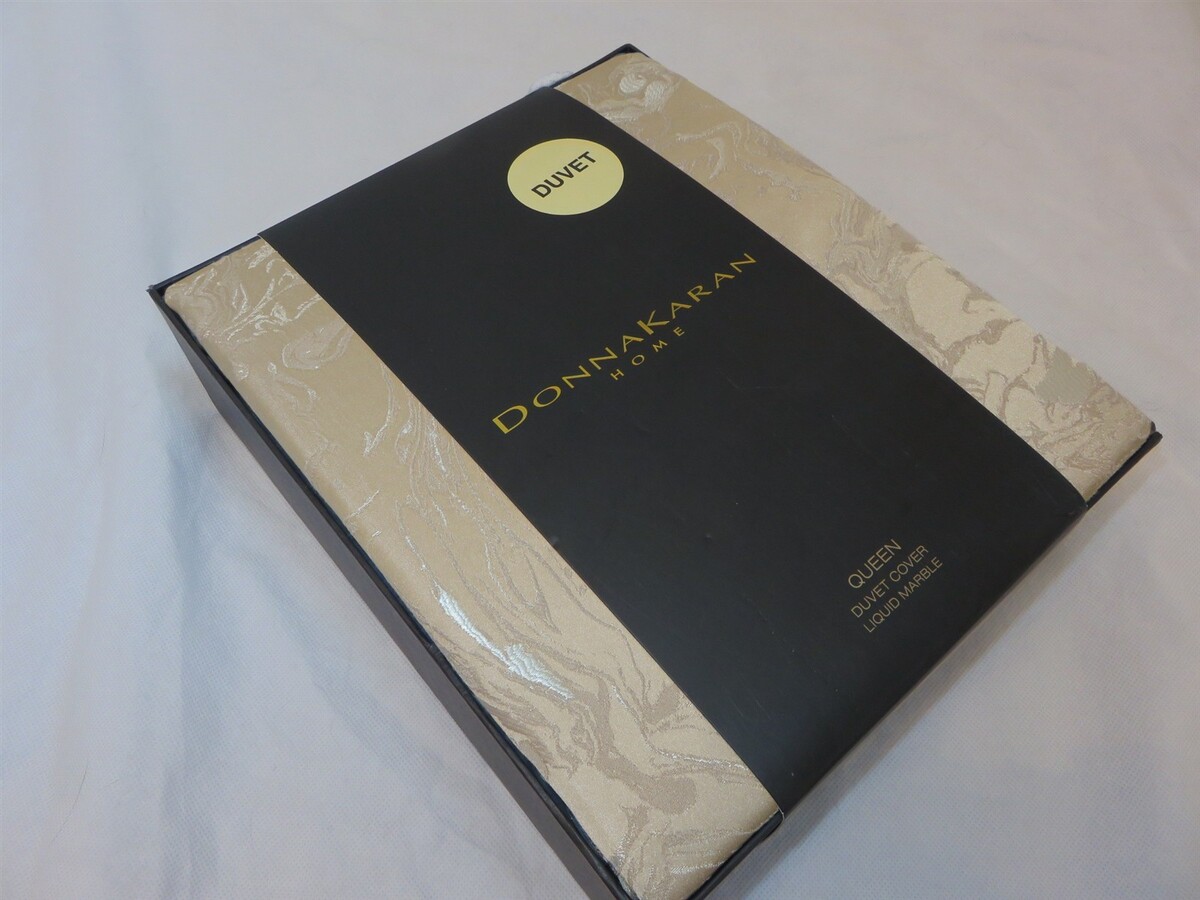 DUVET
DONNAKARAN
HOME
QUEEN
DUVET COVER
LIQUID MARBLE